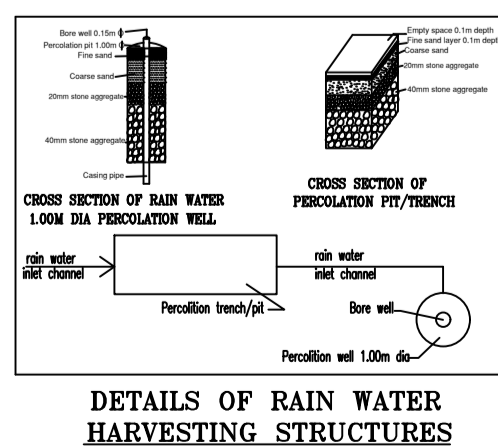 Bore well 0.15m ϕ
Percolation pit 1.00m ϕ
Fine sand
Coarse sand
20mm stone aggregate
40mm stone aggregate
Casing pipe
CROSS SECTION OF RAIN WATER
1.00M DIA PERCOLATION WELL
Empty space 0.1m depth
Fine sand layer 0.1m dept
Coarse sand
20mm stone aggregate
40mm stone aggregate
CROSS SECTION OF
PERCOLATION PIT/TRENCH
rain water
inlet channel
Percolition trench/pit
rain water
inlet channel
Bore well
Percolition well 1.00m dia
DETAILS OF RAIN WATER
HARVESTING STRUCTURES